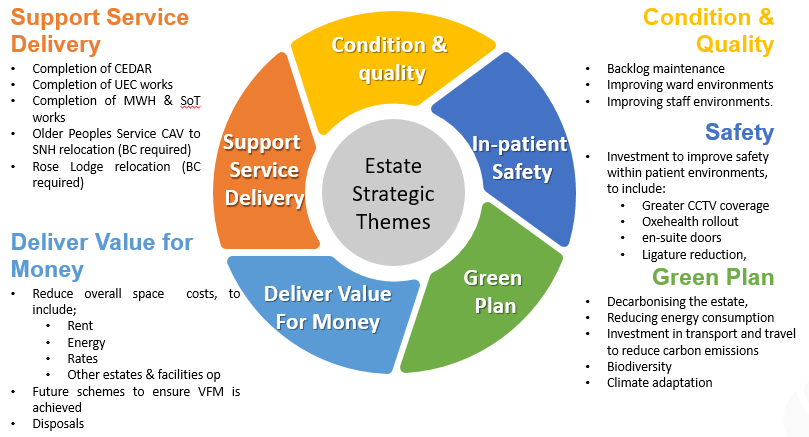 Support Service
Delivery
• Completion of CEDAR
• Completion of UEC works
• Completion of MWH & SoT
works
• Older Peoples Service CAV to
SNH relocation (BC required)
• Rose Lodge relocation (BC
required)
Deliver Value for
Money
• Reduce overall space costs, to
include;
• Rent
• Energy
• Rates
• Other estates & facilities op
• Future schemes to ensure VFM is
achieved
• Disposals
Condition &
quality
In-patient
Safety
Green
Plan
Deliver Value
For Money
Support
Service
Delivery
Estate
Strategic
Themes
Condition &
Quality
• Backlog maintenance
• Improving ward environments
• Improving staff environments.
Safety
• Investment to improve safety
within patient environments,
to include:
• Greater CCTV coverage
• Oxehealth rollout
• en-suite doors
• Ligature reduction,
Green Plan
• Decarbonising the estate,
• Reducing energy consumption
• Investment in transport and travel
to reduce carbon emissions
• Biodiversity
• Climate adaptation